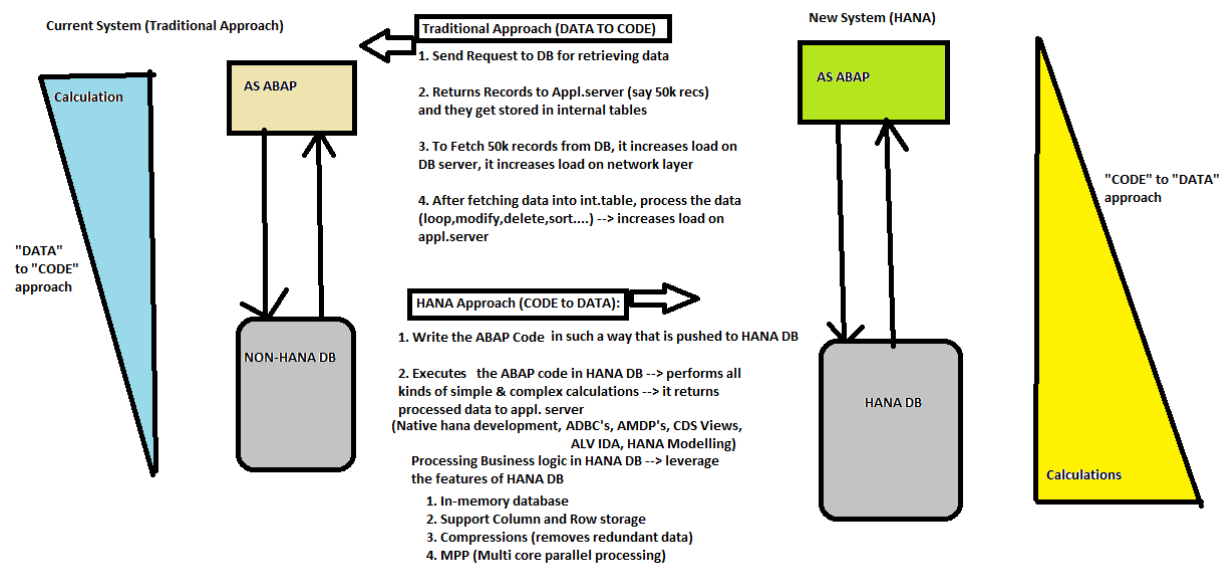 Current System (Traditional Approach)
Calculation
AS ABAP
"DATA"
to "CODE"
approach
NON-HANA DB
Traditional Approach (DATA TO CODE)
1. Send Request to DB for retrieving data
2. Returns Records to Appl.server (say 50k recs)
and they get stored in internal tables
3. To Fetch 50k records from DB, it increases load on
DB server, it increases load on network layer
4. After fetching data into int.table, process the data
(loop,modify,delete,sort....) --> increases load on
appl.server
HANA Approach (CODE to DATA):
1. Write the ABAP Code in such a way that is pushed to HANA DB
2. Executes the ABAP code in HANA DB --> performs all
kinds of simple & complex calculations --> it returns
processed data to appl. server
(Native hana development, ADBC's, AMDP's, CDS Views,
ALV IDA, HANA Modelling)
Processing Business logic in HANA DB --> leverage
the features of HANA DB
1. In-memory database
2. Support Column and Row storage
3. Compressions (removes redundant data)
4. MPP (Multi core parallel processing)
New System (HANA)
AS ABAP
HANA DB
"CODE" to "DATA"
approach
Calculations